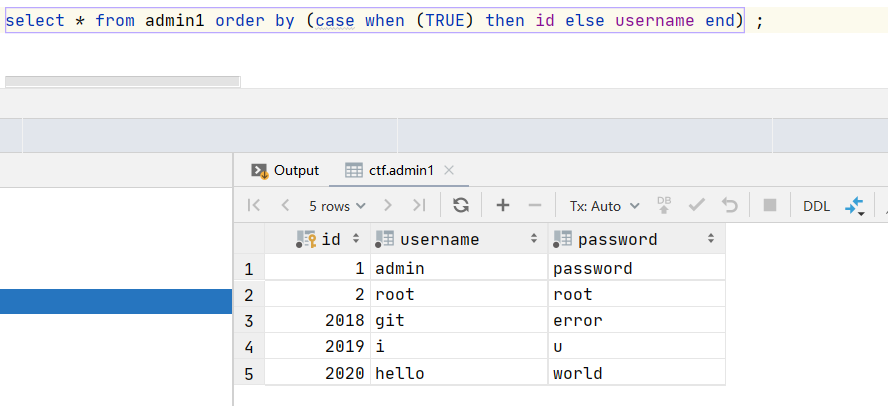 select * from admin1 order by (case when (TRUE) then id else username end) ;
Output ctf.admin1
5 rows Tx: Auto DB DDL
id username password
1 1 admin password
2 2 root root
3 2018 git error
4 2019 i u
5 2020 hello world